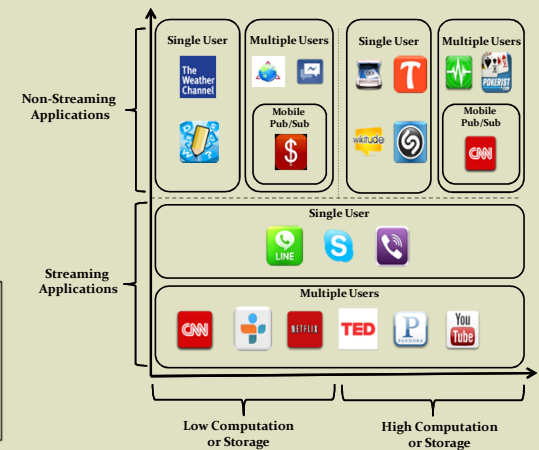 Single User
Multiple Users
Single User
Multiple Users
The
Weather
Channel
POKERIST
Non-Streaming
Applications
Mobile
Pub/Sub
$
wikitude
Mobile
Pub/Sub
CNN
Single User
LINE
S
Streaming
Applications
Multiple Users
CNN
NETFLIX
TED
P
PANDORA
You
Tube
Low Computation
or Storage
High Computation
or Storage